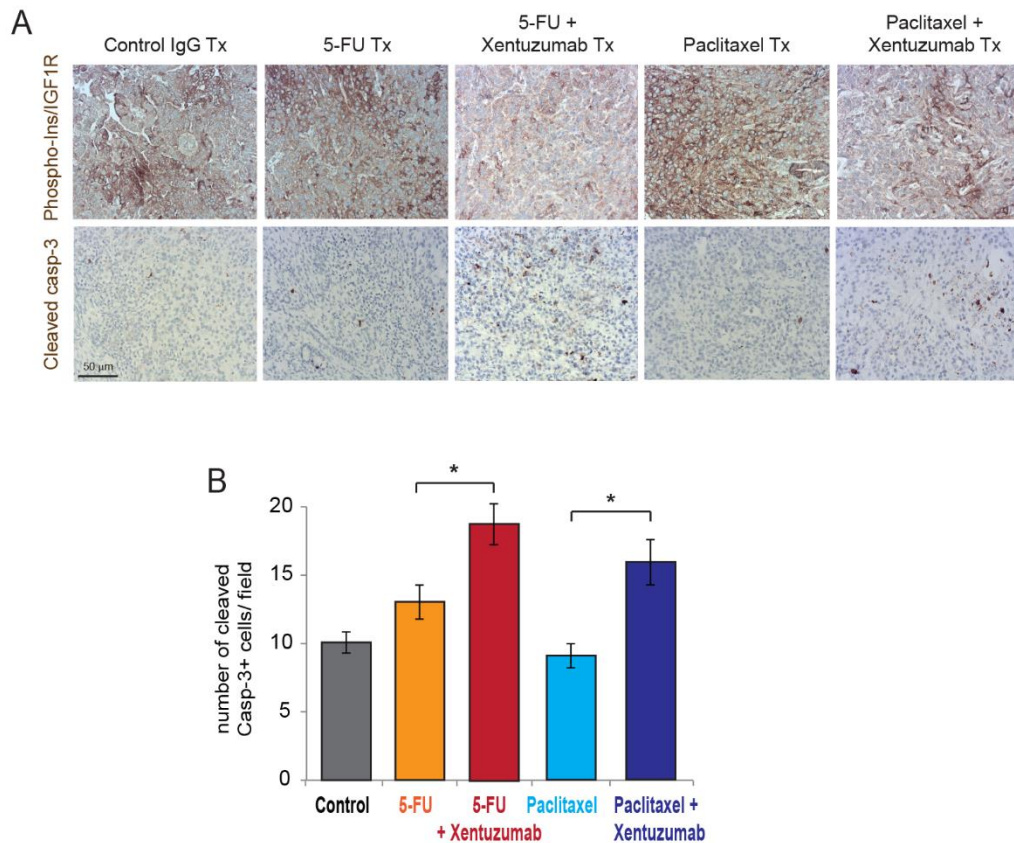 A
Control IgG Tx
5-FU Tx
5-FU +
Xentuzumab Tx
Paclitaxel Tx
Paclitaxel +
Xentuzumab Tx
Phospho-Ins/IGF1R
Cleaved casp-3
50 µm
B
number of cleaved
Casp-3+ cells/ field
20
15
10
5
0
*
*
Control
5-FU
5-FU
+ Xentuzumab
Paclitaxel
Paclitaxel +
Xentuzumab